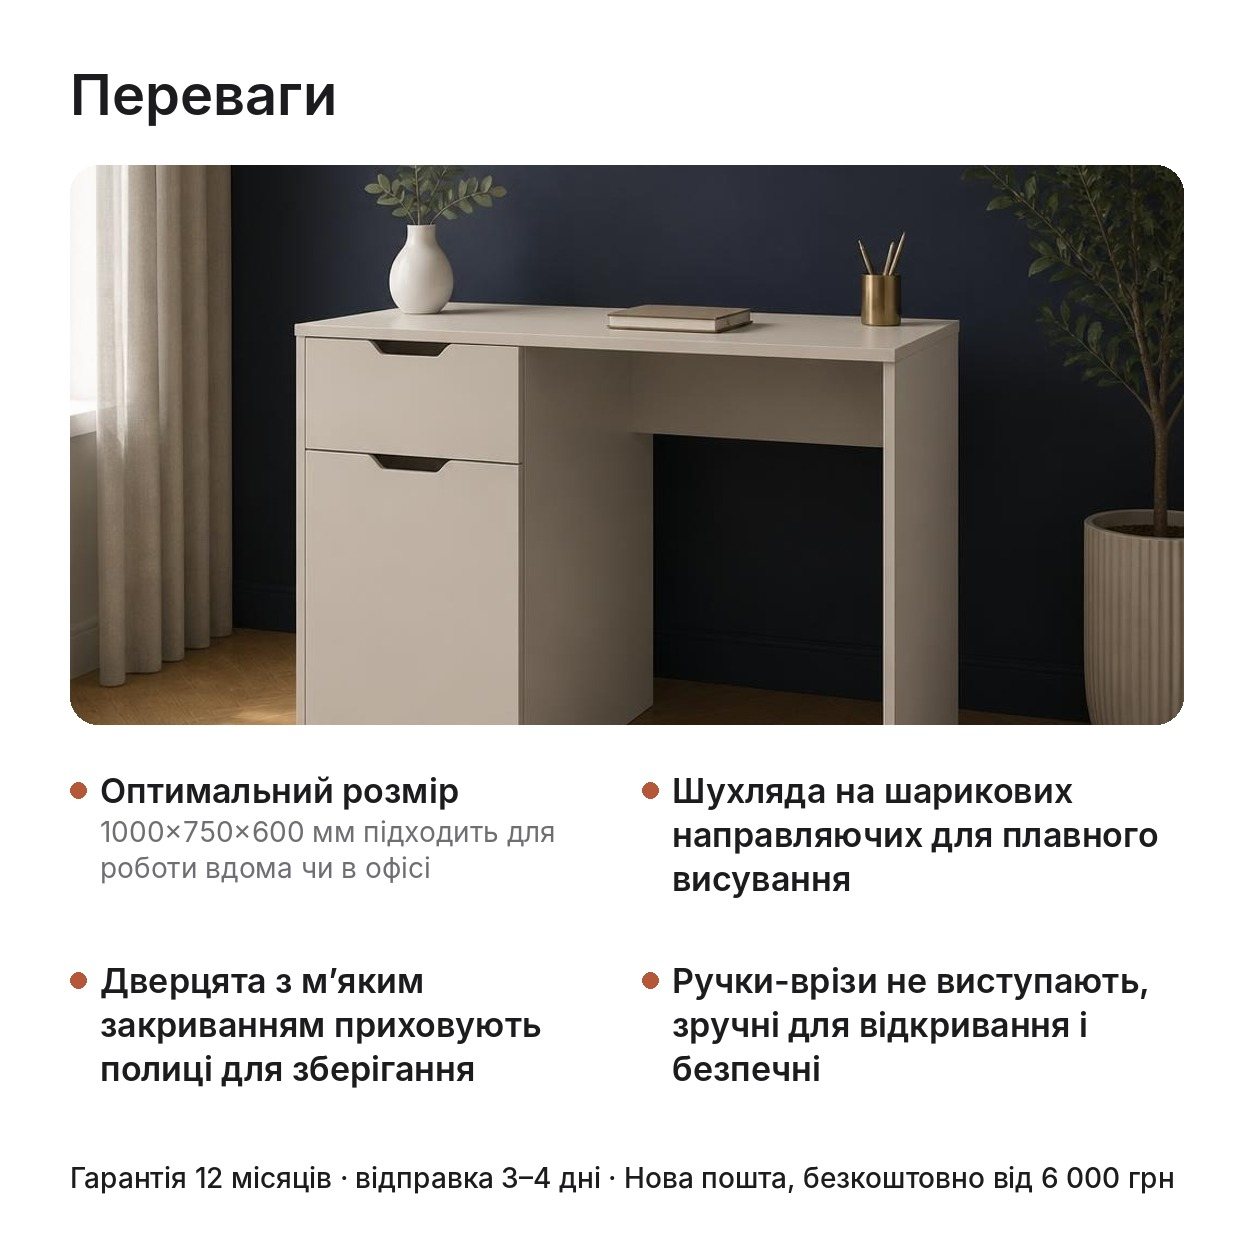 Переваги
Оптимальний розмір
1000×750×600 мм підходить для
роботи вдома чи в офісі
Шухляда на шарикових
направляючих для плавного
висування
Дверцята з м’яким
закриванням приховують
полиці для зберігання
Ручки-врізи не виступають,
зручні для відкривання і
безпечні
Гарантія 12 місяців · відправка 3–4 дні · Нова пошта, безкоштовно від 6 000 грн